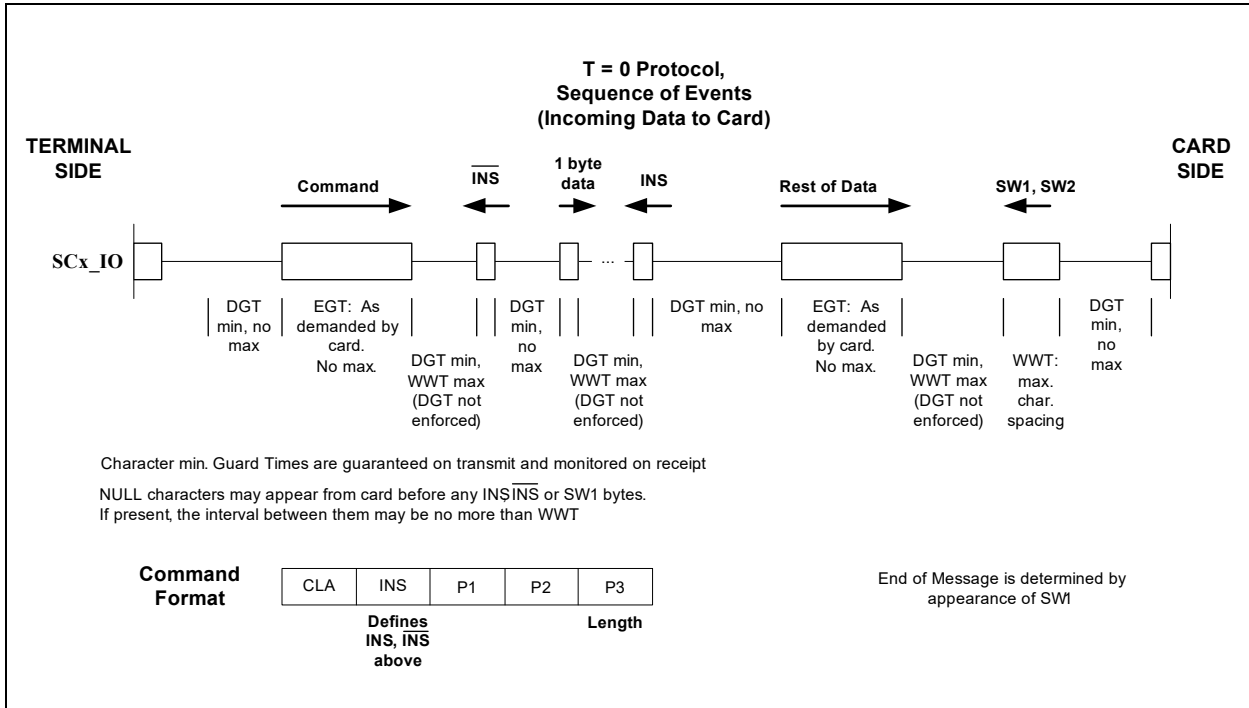 T = 0 Protocol,
Sequence of Events
(Incoming Data to Card)
TERMINAL
SIDE
CARD
SIDE
Command
I̅N̅S̅
1 byte
data
INS
Rest of Data
SW1, SW2
SCx_IO
...
DGT
min, no
max
EGT: As
demanded by
card.
No max.
DGT min,
WWT max
(DGT not
enforced)
DGT
min,
no
max
DGT min,
WWT max
(DGT not
enforced)
DGT min, no
max
EGT: As
demanded
by card.
No max.
DGT min,
WWT max
(DGT not
enforced)
WWT:
max.
char.
spacing
DGT
min,
no
max
Character min. Guard Times are guaranteed on transmit and monitored on receipt
NULL characters may appear from card before any INS, I̅N̅S̅ or SW1 bytes.
If present, the interval between them may be no more than WWT
Command
Format
CLA INS P1 P2 P3
Defines
INS, I̅N̅S̅
above
Length
End of Message is determined by
appearance of SW1